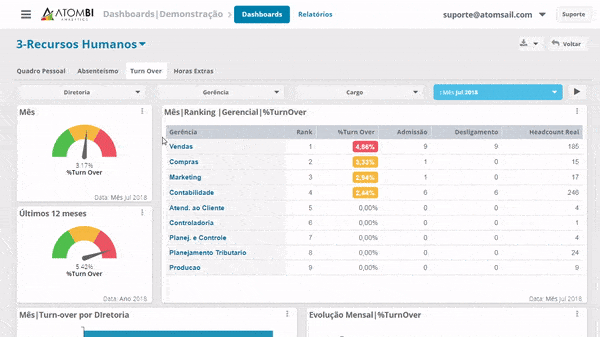 ATOMBI
ANALYTICS
Dashboards|Demonstração
Dashboards
Relatórios
suporte@atomsail.com
Suporte
3-Recursos Humanos
Voltar
Quadro Pessoal
Absenteísmo
Turn Over
Horas Extras
Diretoria
Gerência
Cargo
: Mês Jul 2018
Mês
3.17%
%Turn Over
Data: Mês Jul 2018
Últimos 12 meses
5.42%
%Turn Over
Data: Ano 2018
Mês|Ranking |Gerencial|%TurnOver
Gerência Rank %Turn Over Admissão Desligamento Headcount Real
Vendas 1 4,86% 9 9 185
Compras 2 3,33% 1 0 15
Marketing 3 2,94% 1 0 17
Contabilidade 4 2,44% 6 6 246
Atend. ao Cliente 5 0,00% 0 0 4
Controladoria 6 0,00% 0 0 1
Planej. e Controle 7 0,00% 0 0 4
Planejamento Tributario 8 0,00% 0 0 24
Producao 9 0,00% 0 0 9
Data: Mês Jul 2018
Mês|Turn-over por DIretoria
Evolução Mensal|%TurnOver